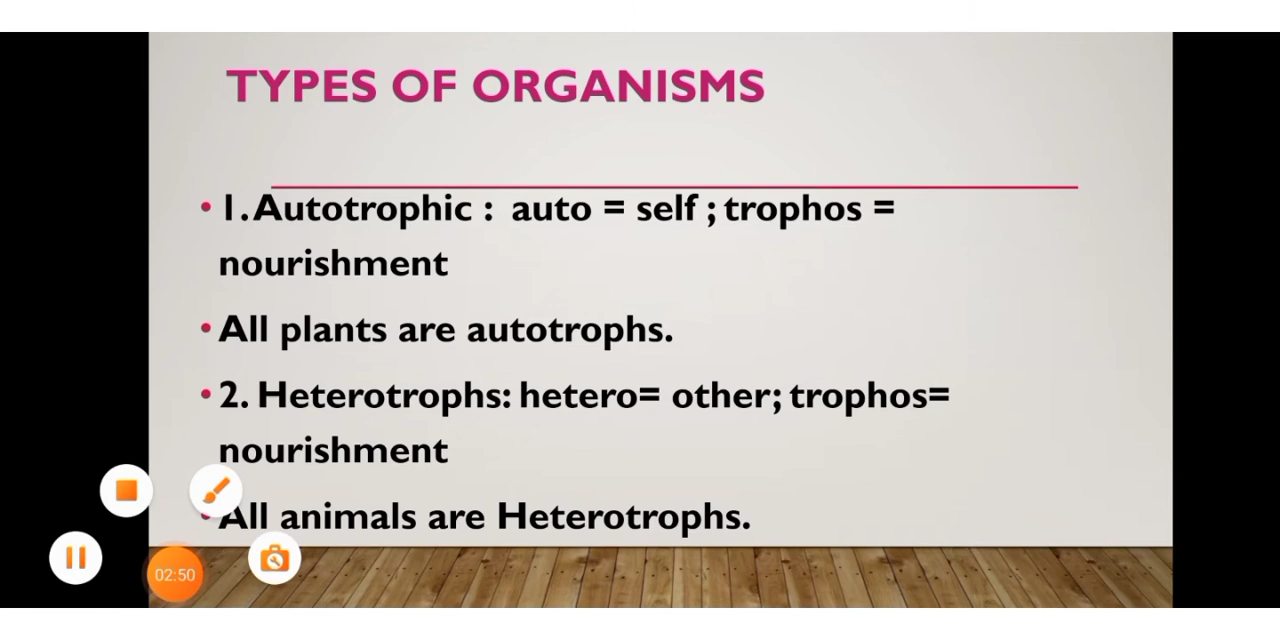 TYPES OF ORGANISMS
• 1. Autotrophic : auto = self ; trophos =
nourishment
• All plants are autotrophs.
• 2. Heterotrophs: hetero= other; trophos=
nourishment
• All animals are Heterotrophs.
02:50